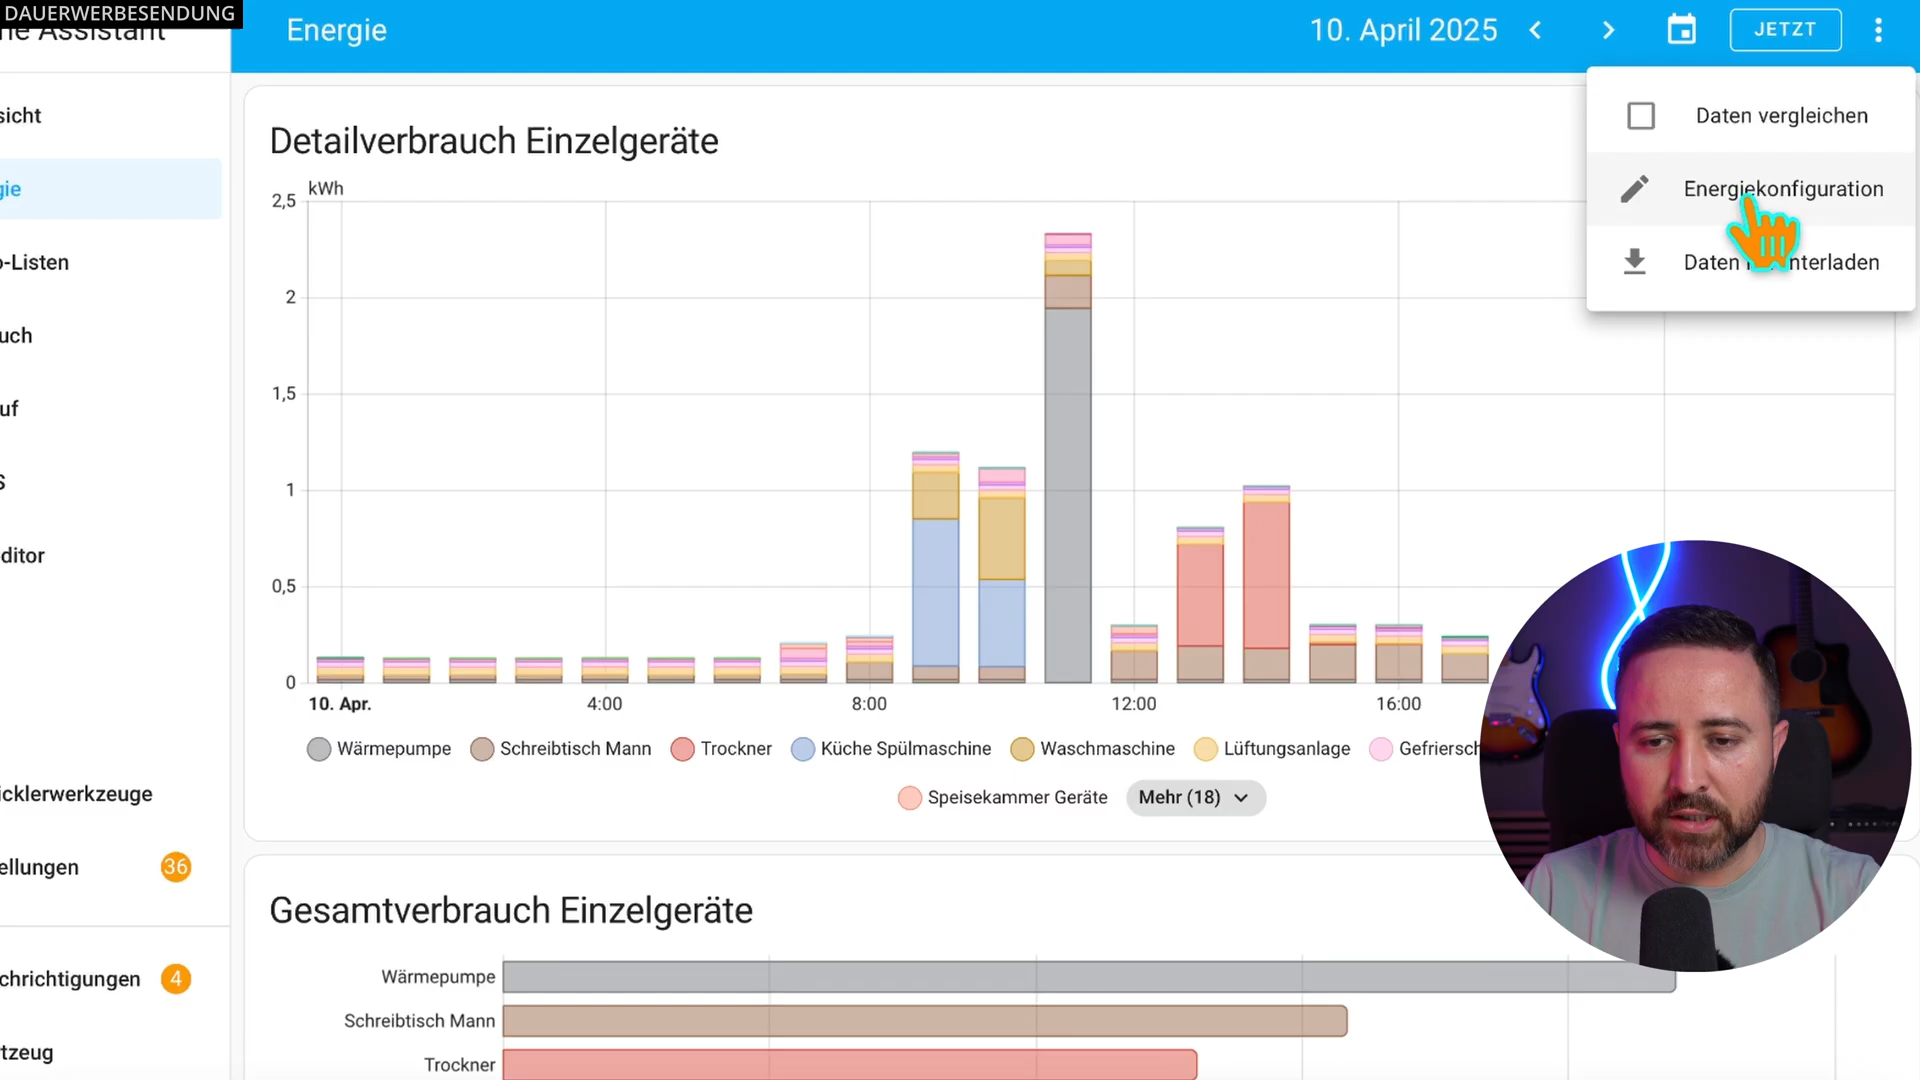 DAUERWERBESENDUNG
ne Assistant
Energie
10. April 2025
JETZT
sicht
gie
o-Listen
uch
uf
S
ditor
icklerwerkzeuge
ellungen
36
chrichtigungen
4
tzeug
Daten vergleichen
Energiekonfiguration
Daten nterladen
Detailverbrauch Einzelgeräte
kWh
2,5
2
1,5
1
0,5
0
10. Apr.
4:00
8:00
12:00
16:00
Wärmepumpe
Schreibtisch Mann
Trockner
Küche Spülmaschine
Waschmaschine
Lüftungsanlage
Gefriersch
Speisekammer Geräte
Mehr (18)
Gesamtverbrauch Einzelgeräte
Wärmepumpe
Schreibtisch Mann
Trockner